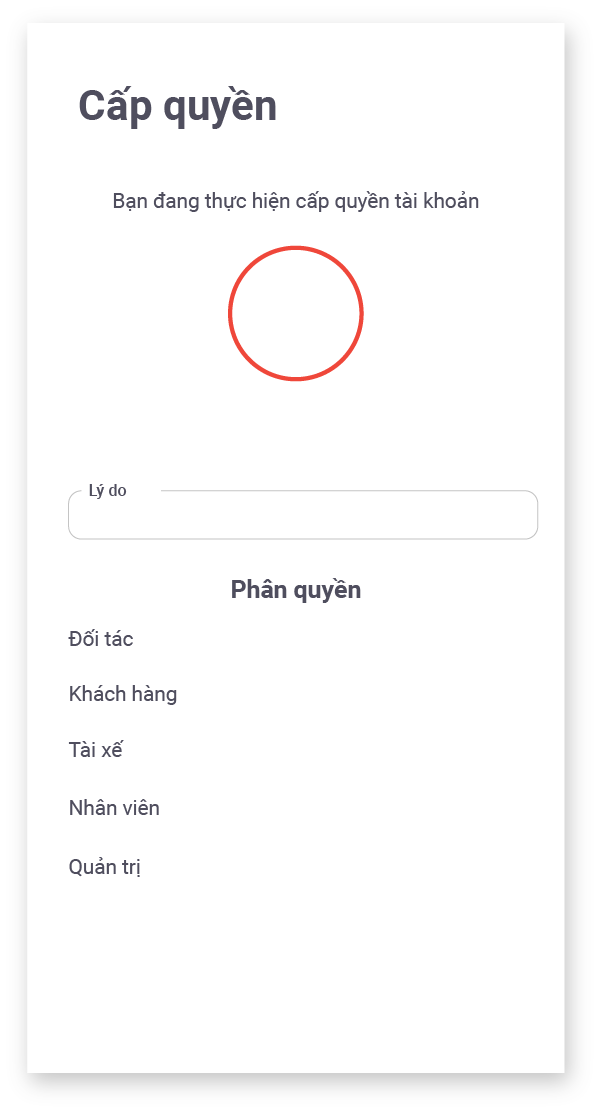 Cấp quyền
Bạn đang thực hiện cấp quyền tài khoản
Lý do
Phân quyền
Đối tác
Khách hàng
Tài xế
Nhân viên
Quản trị